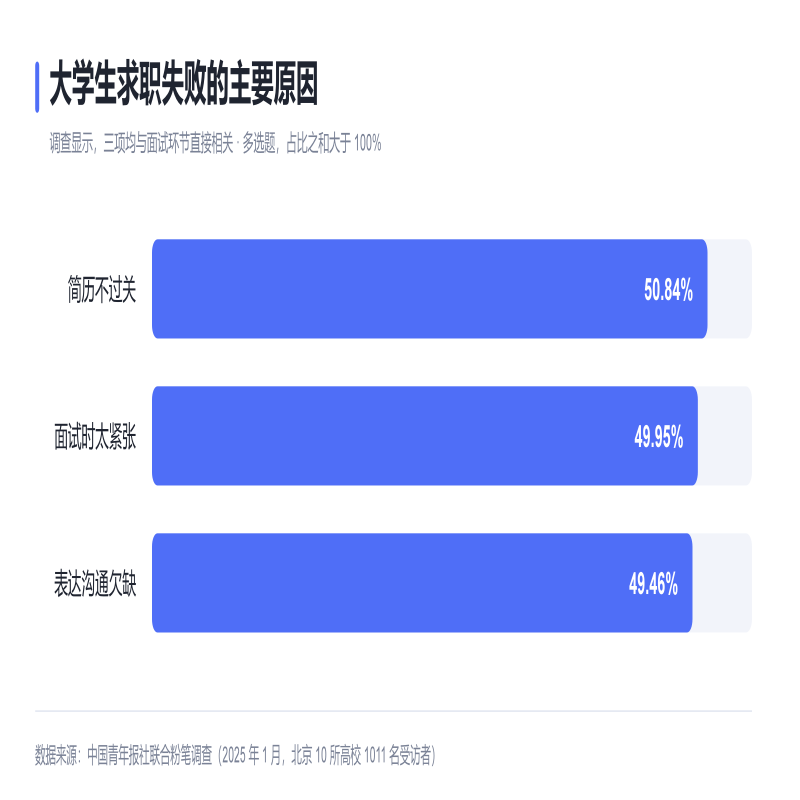 大学生求职失败的主要原因
调查显示，三项均与面试环节直接相关 · 多选题，占比之和大于 100%
简历不过关
50.84%
面试时太紧张
49.95%
表达沟通欠缺
49.46%
数据来源：中国青年报社联合粉笔调查（2025 年 1 月，北京 10 所高校 1011 名受访者）